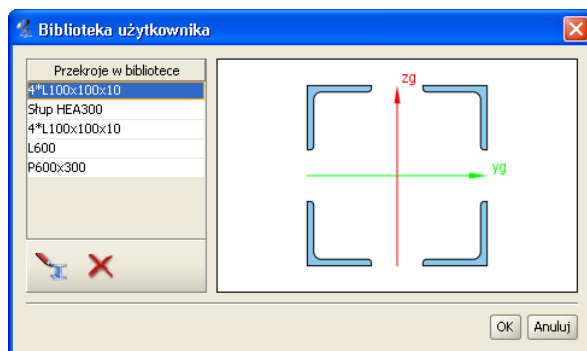 Biblioteka użytkownika
Przekroje w bibliotece
4*L100x100x10
Słup HEA300
4*L100x100x10
L600
P600x300
zg
yg
OK
Anuluj